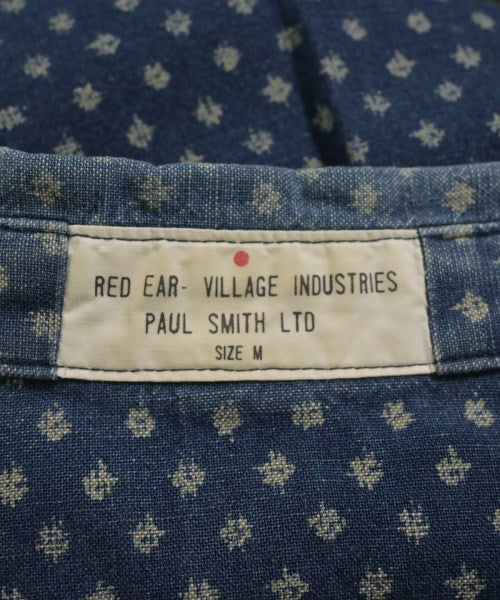 RED EAR- VILLAGE INDUSTRIES
PAUL SMITH LTD
SIZE M